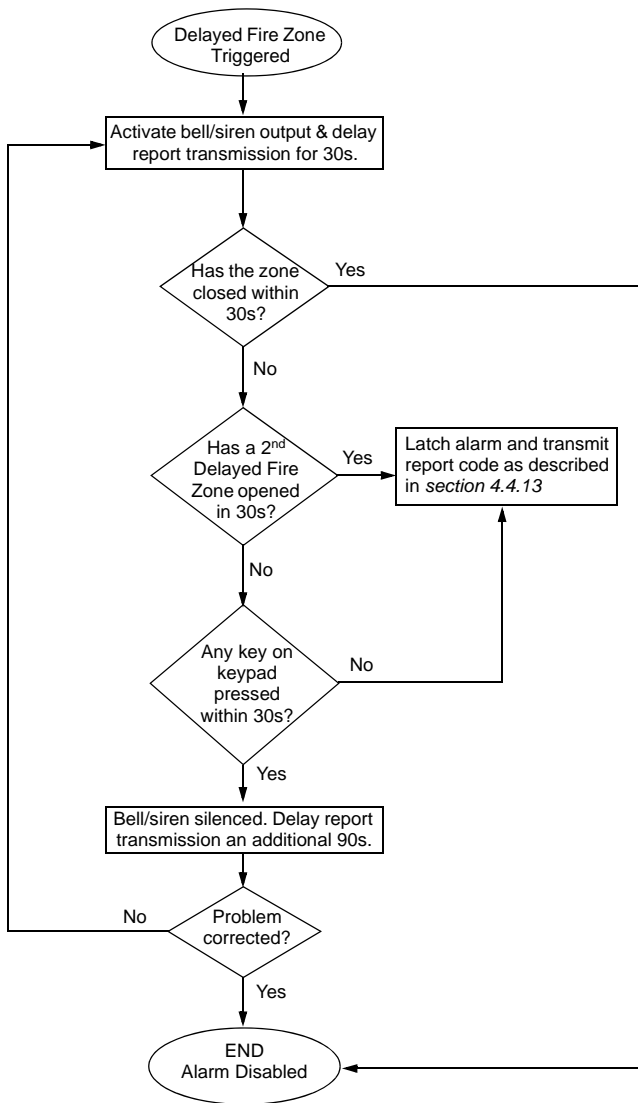 Delayed Fire Zone
Triggered
Activate bell/siren output & delay
report transmission for 30s.
Has the zone
closed within
30s?
Yes
No
Has a 2nd
Delayed Fire
Zone opened
in 30s?
Yes
Latch alarm and transmit
report code as described
in section 4.4.13
No
Any key on
keypad
pressed
within 30s?
No
Yes
Bell/siren silenced. Delay report
transmission an additional 90s.
No
Problem
corrected?
Yes
END
Alarm Disabled